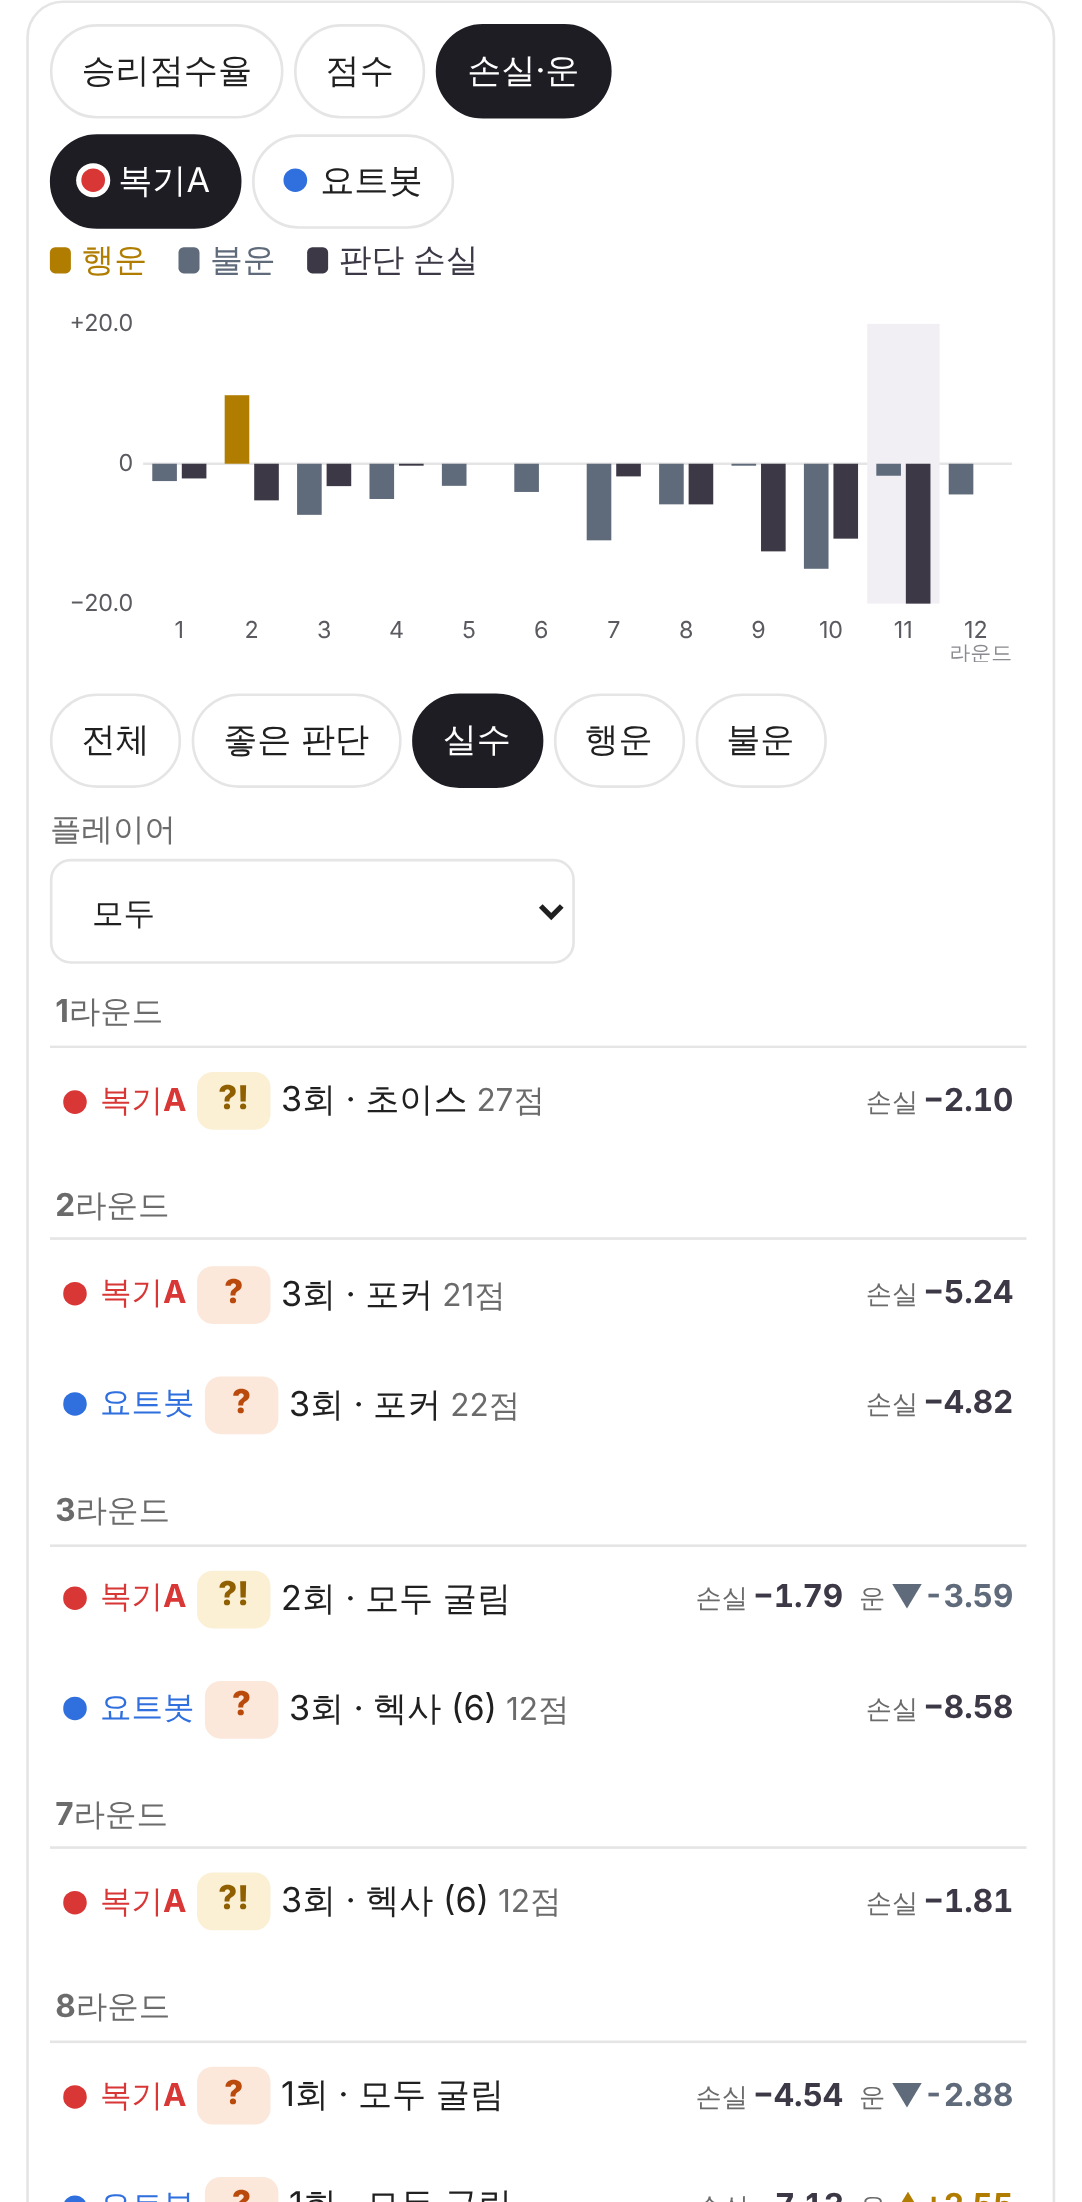 승리점수율 점수 손실·운
복기A 요트봇
행운 불운 판단 손실
+20.0
0
−20.0
1 2 3 4 5 6 7 8 9 10 11 12
라운드
전체 좋은 판단 실수 행운 불운
플레이어
모두
1라운드
복기A ?! 3회 · 초이스 27점 손실 −2.10
2라운드
복기A ? 3회 · 포커 21점 손실 −5.24
요트봇 ? 3회 · 포커 22점 손실 −4.82
3라운드
복기A ?! 2회 · 모두 굴림 손실 −1.79 운 ▼-3.59
요트봇 ? 3회 · 헥사 (6) 12점 손실 −8.58
7라운드
복기A ?! 3회 · 헥사 (6) 12점 손실 −1.81
8라운드
복기A ? 1회 · 모두 굴림 손실 −4.54 운 ▼-2.88
요트봇 ? 1회 · 모두 굴림